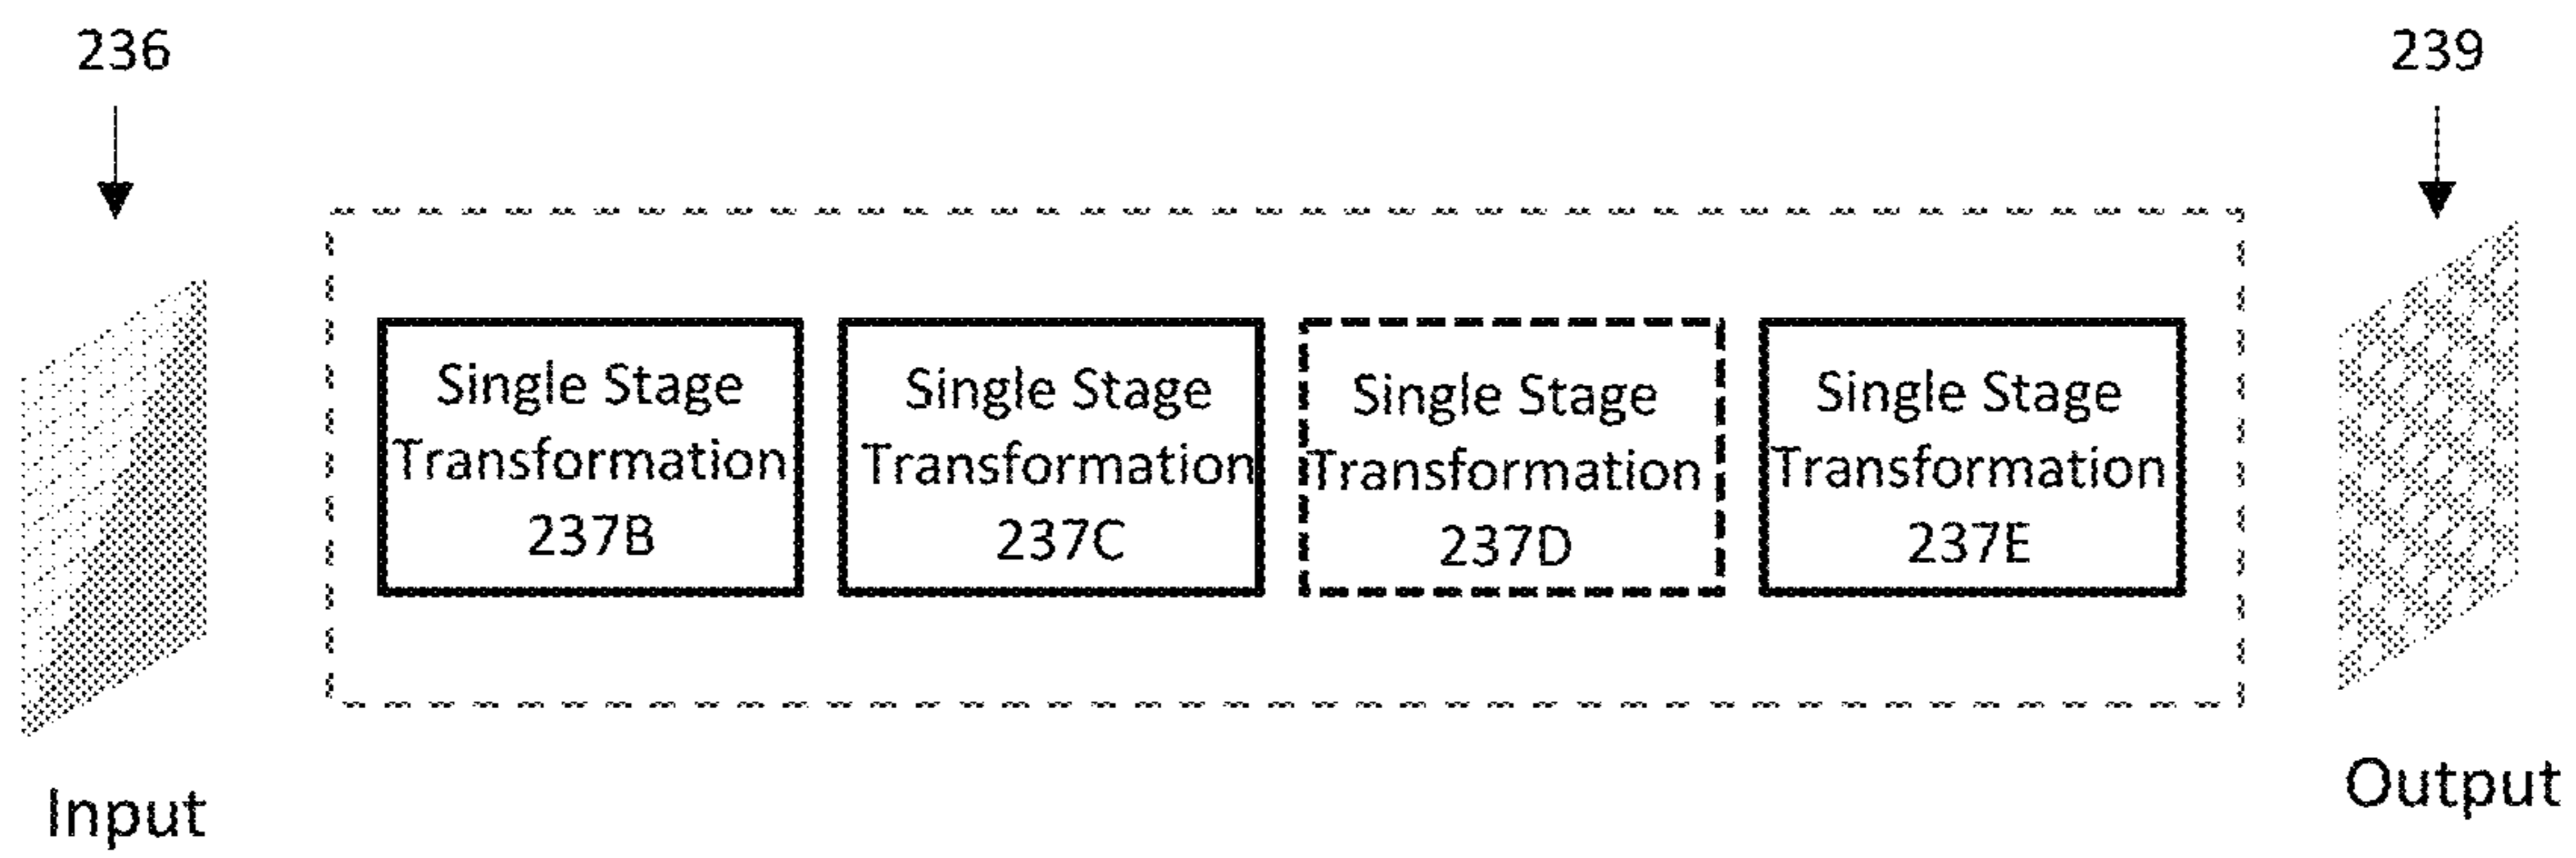 236
239
Single Stage
Transformation
237B
Single Stage
Transformation
237C
Single Stage
Transformation
237D
Single Stage
Transformation
237E
Input
Output